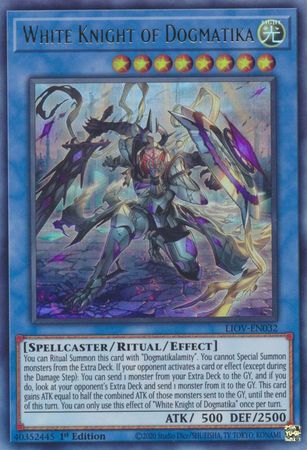 WHITE KNIGHT OF DOGMATIKA
LIGHT
光
LIOV-EN032
[SPELLCASTER/RITUAL/EFFECT]
You can Ritual Summon this card with "Dogmatikalamity". You cannot Special Summon
monsters from the Extra Deck. If your opponent activates a card or effect (except during
the Damage Step): You can send 1 monster from your Extra Deck to the GY, and if you
do, look at your opponent's Extra Deck and send 1 monster from it to the GY. This card
gains ATK equal to half the combined ATK of those monsters sent to the GY, until the
end of this turn. You can only use this effect of "White Knight of Dogmatika" once per turn.
ATK/ 500 DEF/2500
40352445 1st Edition ©2020 Studio Dice/SHUEISHA, TV TOKYO, KONAMI